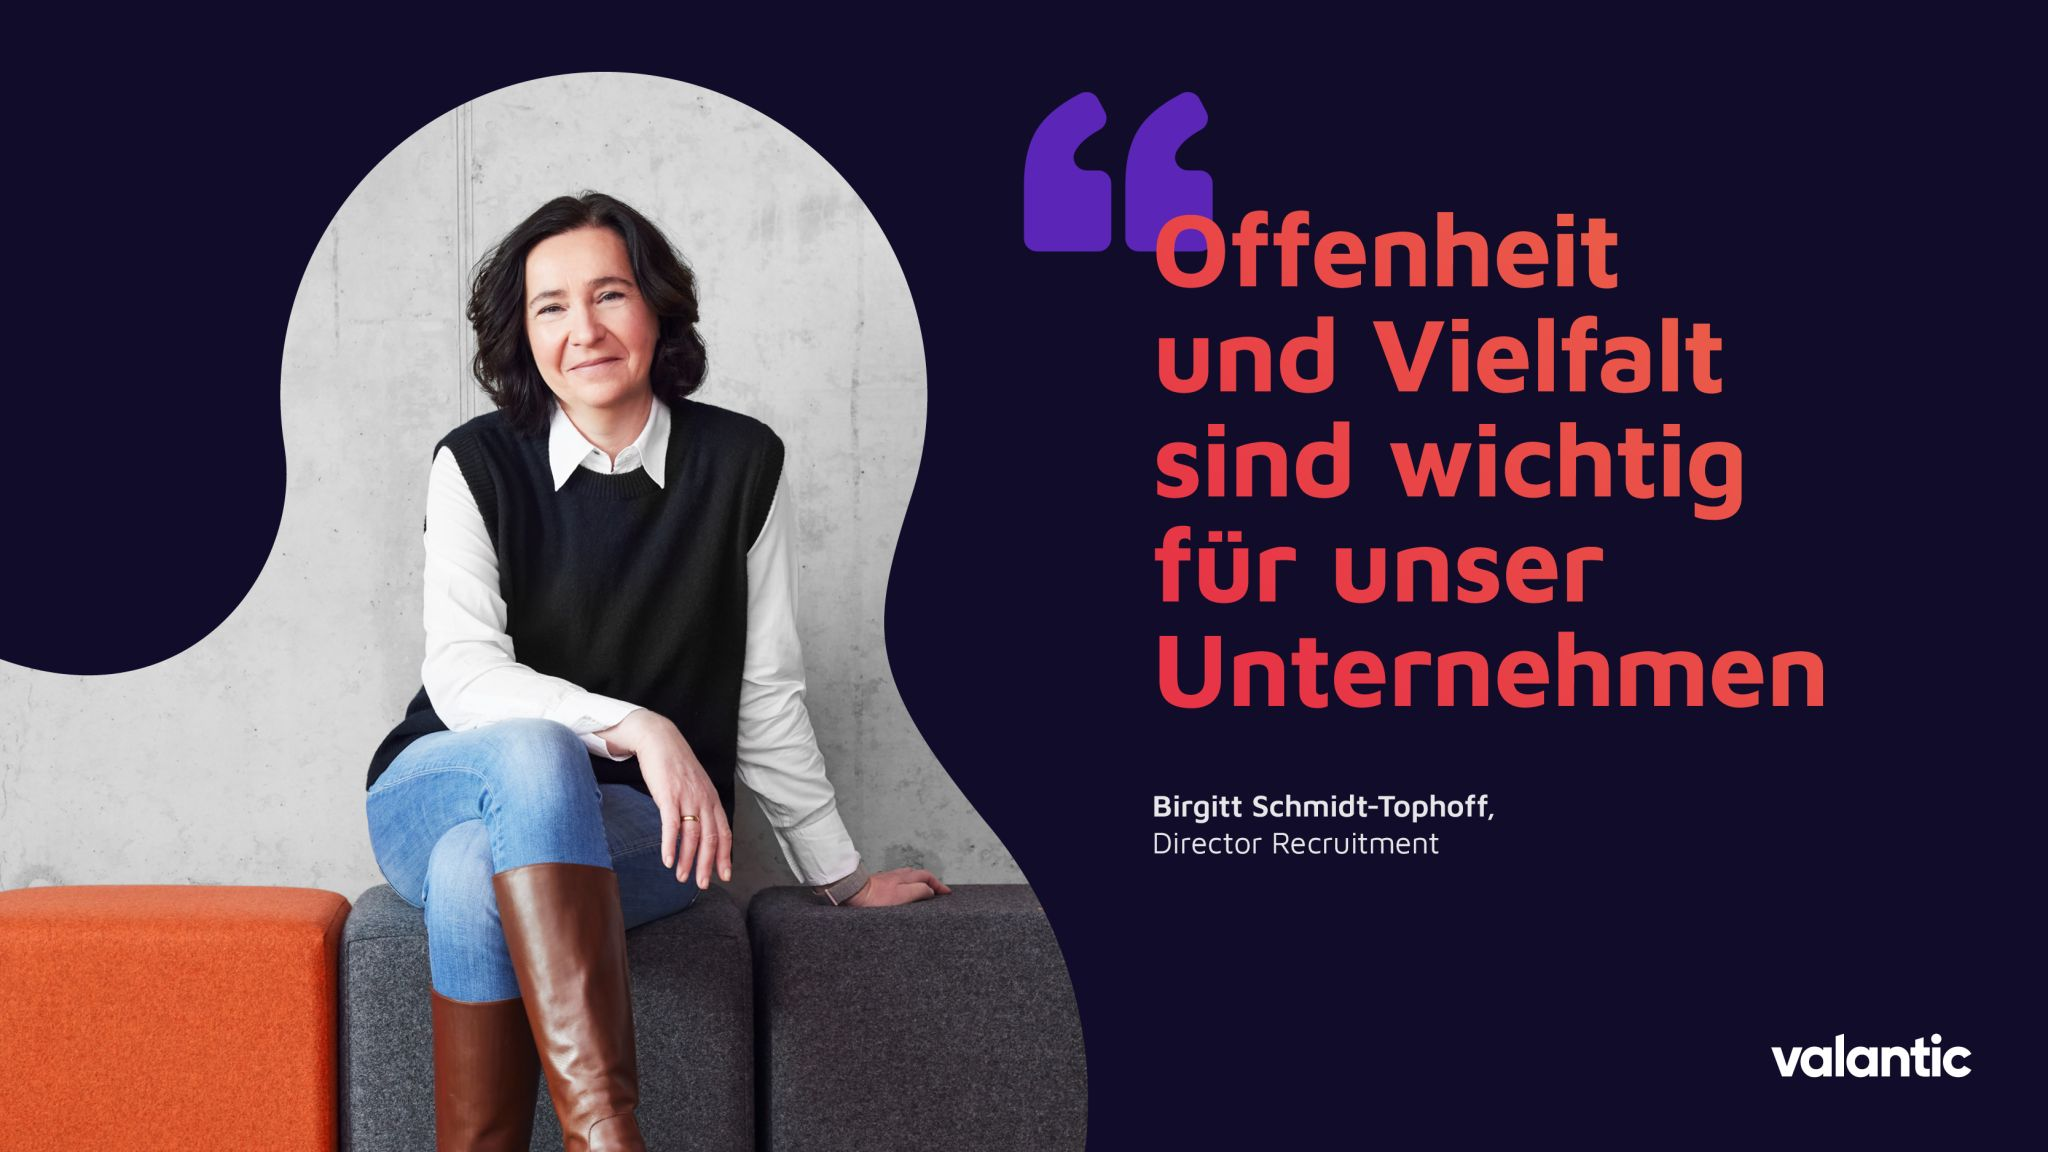 “
Offenheit
und Vielfalt
sind wichtig
für unser
Unternehmen
Birgitt Schmidt-Tophoff,
Director Recruitment
valantic